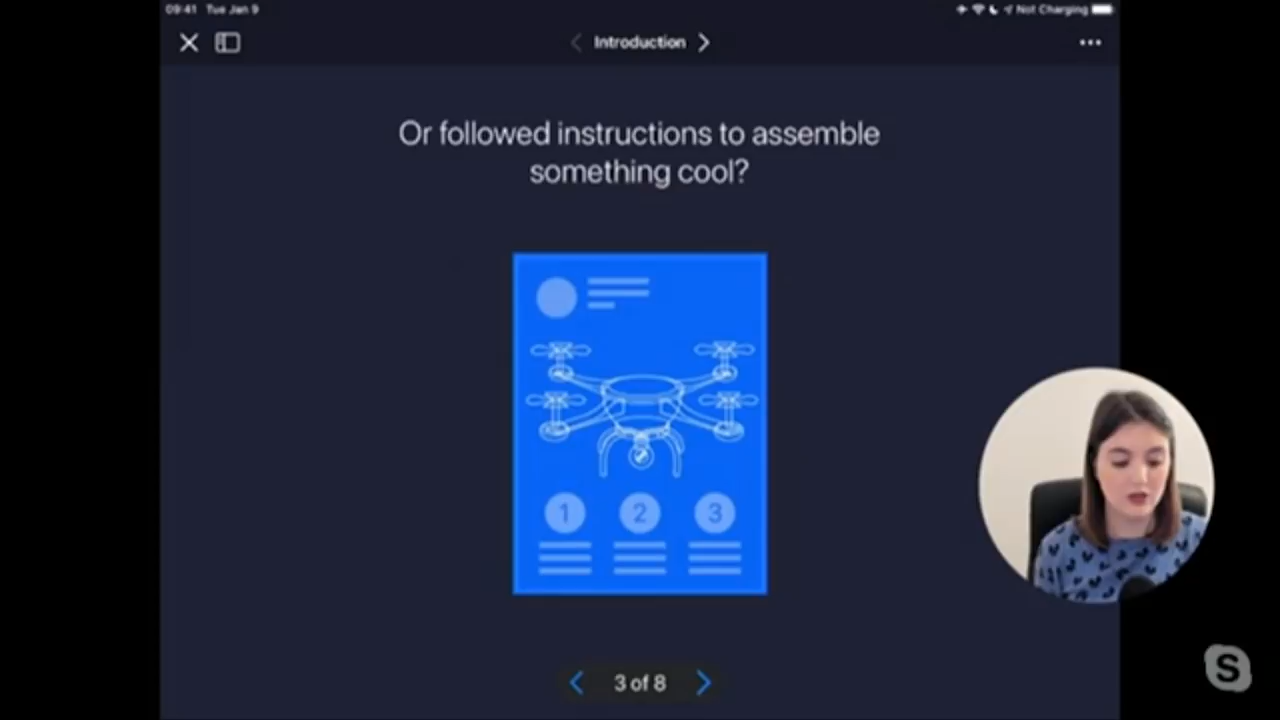 09:41 Tue Jan 9
Not Charging
Introduction
Or followed instructions to assemble
something cool?
1 2 3
3 of 8
S